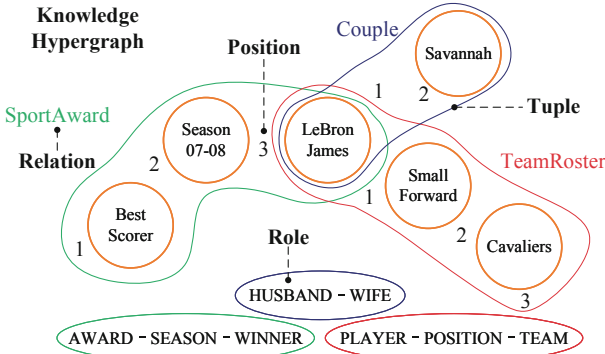 Knowledge
Hypergraph
Position
Couple
Savannah
SportAward
Season
07-08
LeBron
James
1
2
Tuple
Relation
2
3
1
Small
Forward
TeamRoster
Best
Scorer
1
2
Cavaliers
Role
3
HUSBAND – WIFE
AWARD – SEASON – WINNER
PLAYER – POSITION – TEAM